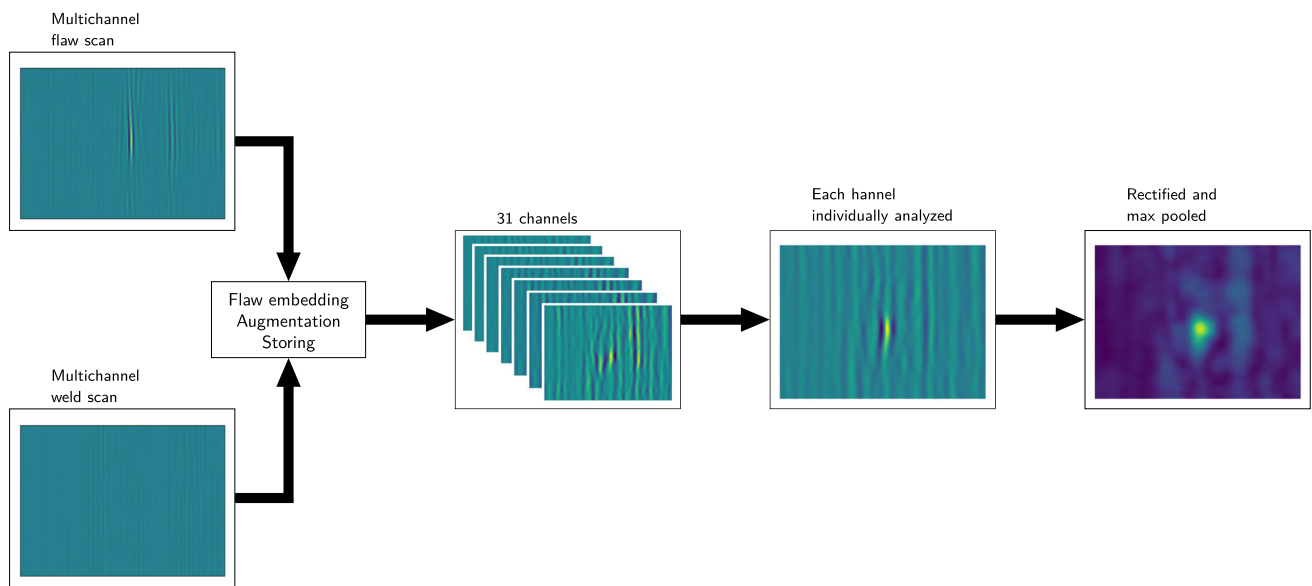 Multichannel
flaw scan
Multichannel
weld scan
Flaw embedding
Augmentation
Storing
31 channels
Each hannel
individually analyzed
Rectified and
max pooled